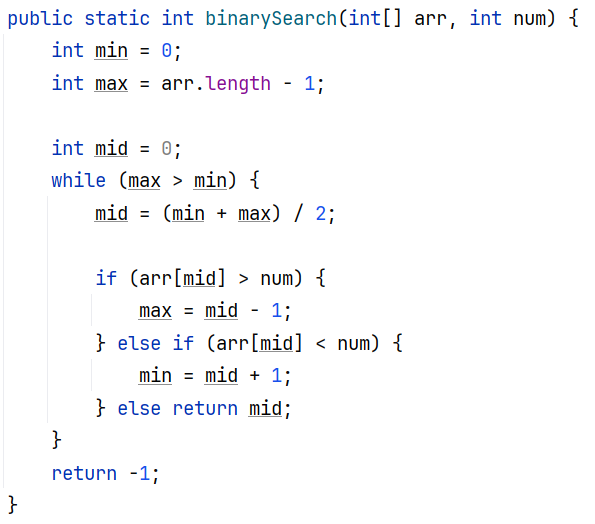 public static int binarySearch(int[] arr, int num) {
    int min = 0;
    int max = arr.length - 1;

    int mid = 0;
    while (max > min) {
        mid = (min + max) / 2;

        if (arr[mid] > num) {
            max = mid - 1;
        } else if (arr[mid] < num) {
            min = mid + 1;
        } else return mid;
    }
    return -1;
}